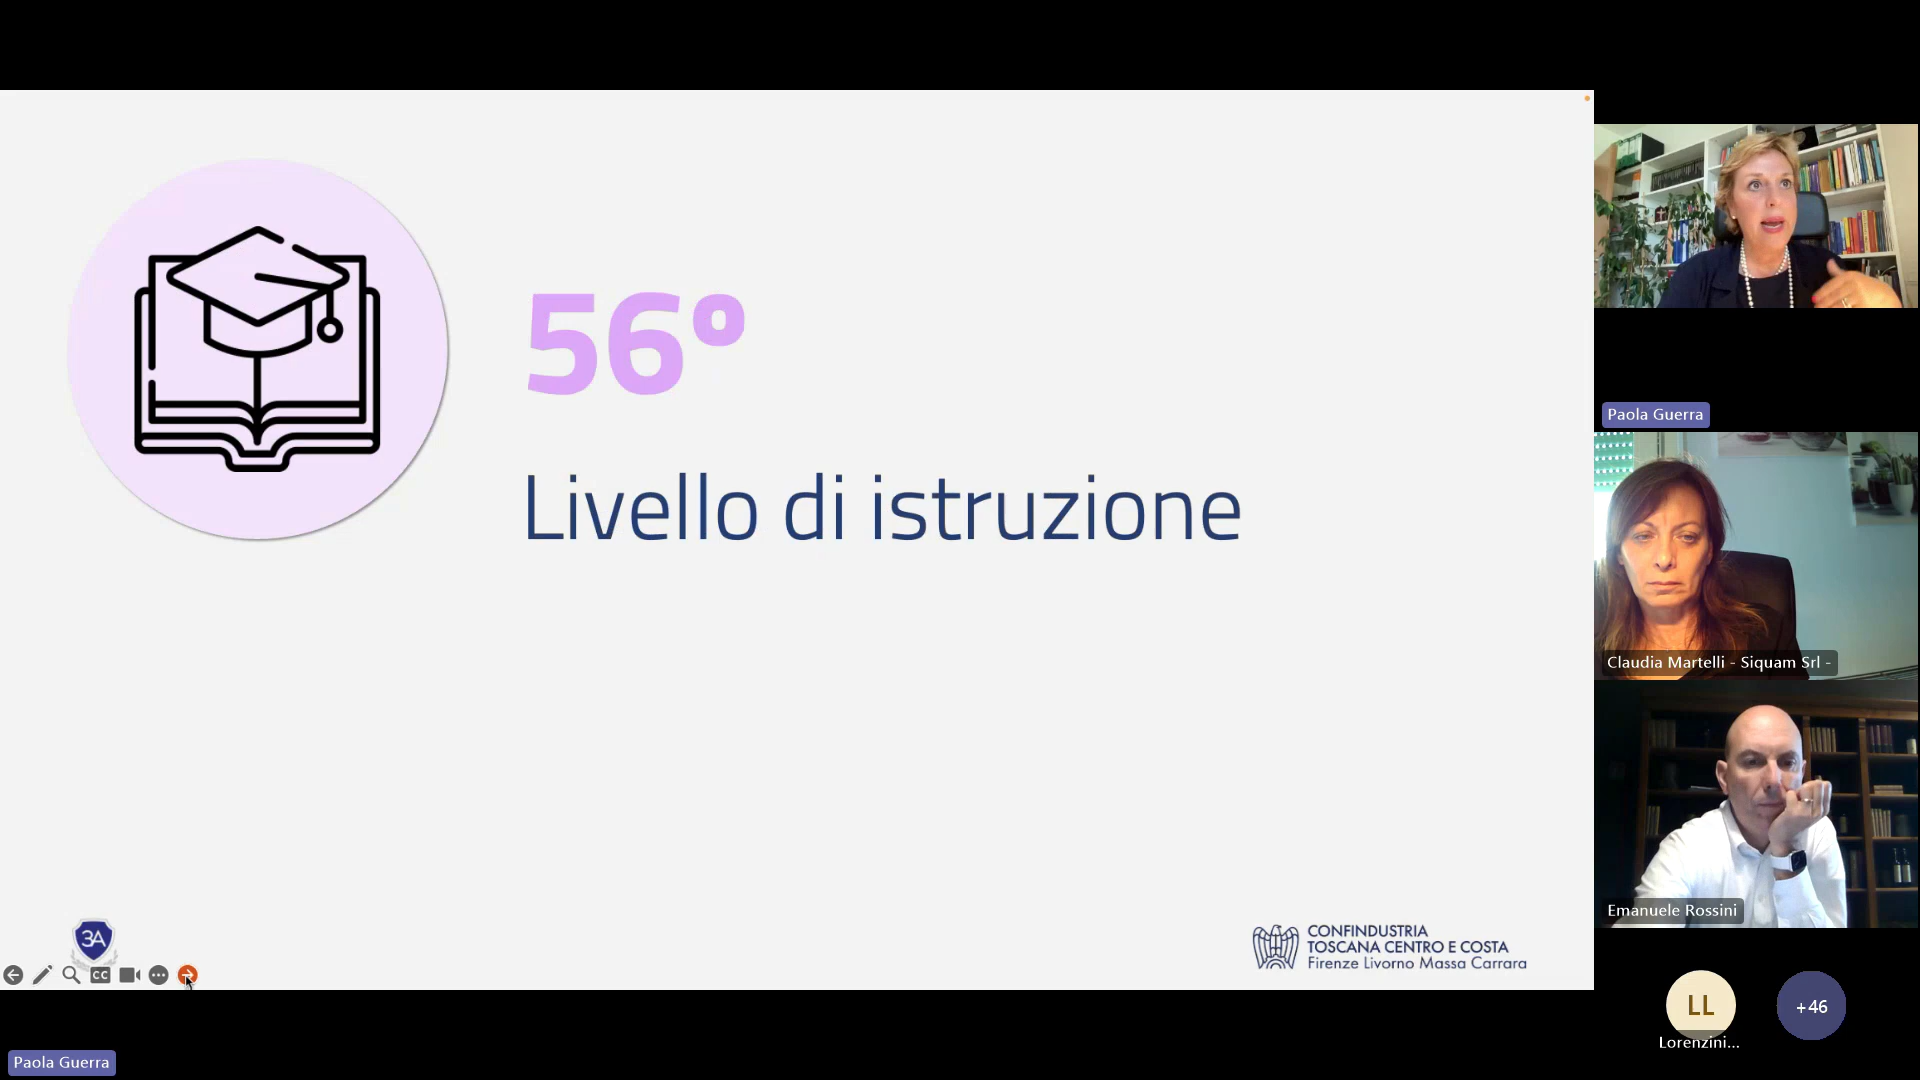 56°
Livello di istruzione
3A
CONFINDUSTRIA
TOSCANA CENTRO E COSTA
Firenze Livorno Massa Carrara
CC
Paola Guerra
Paola Guerra
Claudia Martelli - Siquam Srl -
Emanuele Rossini
LL
Lorenzini...
+46